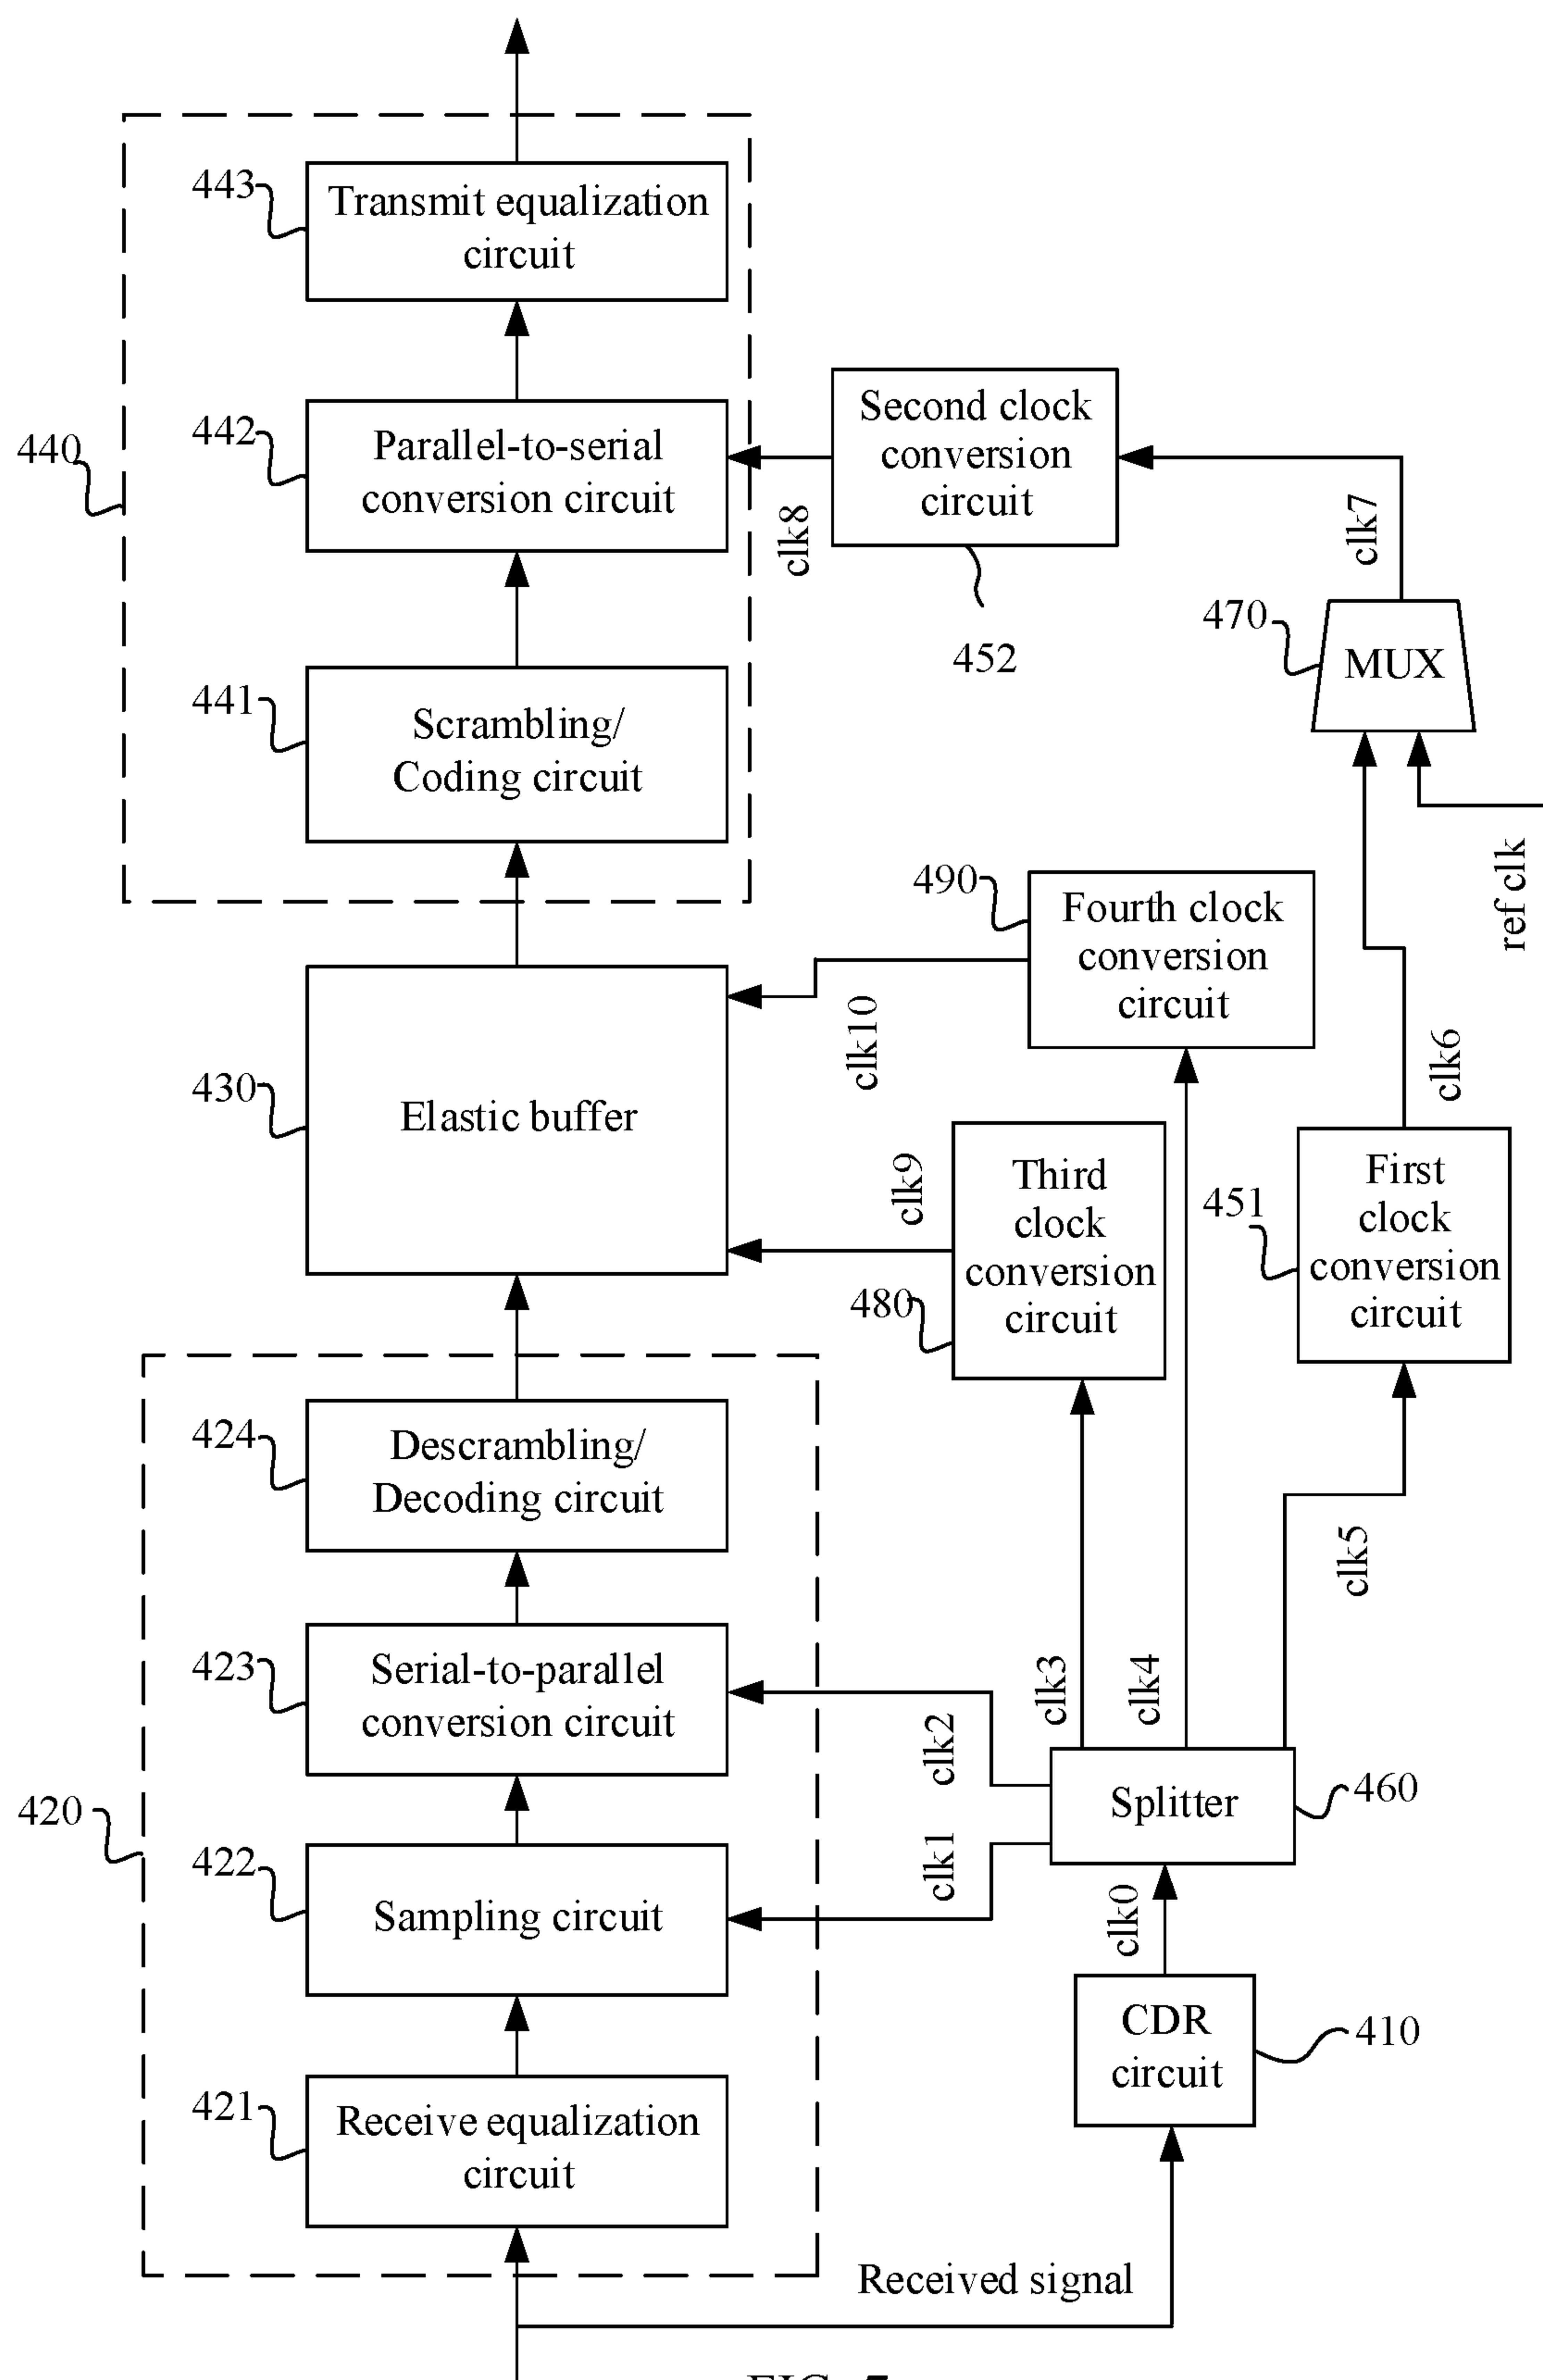 443
Transmit equalization
circuit
440
442
Parallel-to-serial
conversion circuit
clk8
Second clock
conversion
circuit
452
clk7
470
MUX
441
Scrambling/
Coding circuit
ref clk
490
Fourth clock
conversion
circuit
clk10
430
Elastic buffer
clk9
Third
clock
conversion
circuit
480
clk6
451
First
clock
conversion
circuit
424
Descrambling/
Decoding circuit
clk5
423
Serial-to-parallel
conversion circuit
clk2
clk3
clk4
420
Splitter
460
422
Sampling circuit
clk1
clk0
CDR
circuit
410
421
Receive equalization
circuit
Received signal